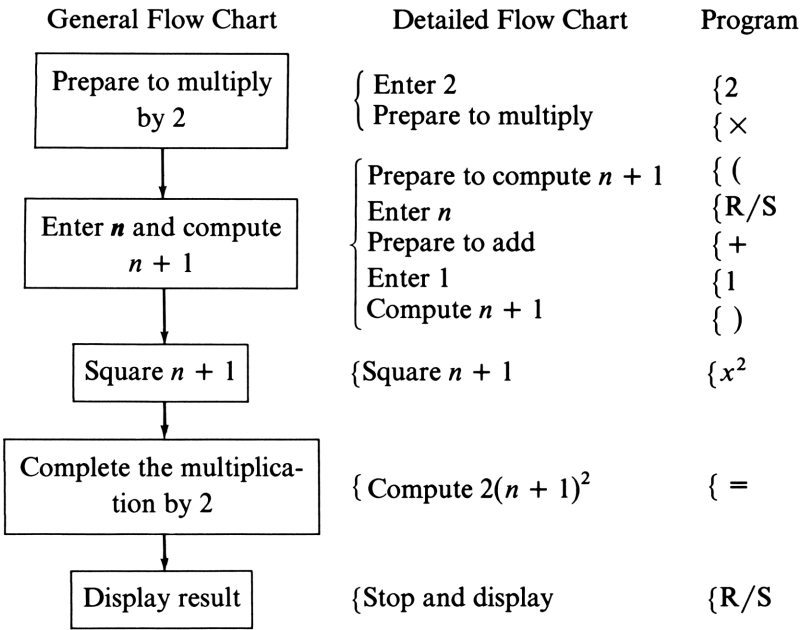 General Flow Chart
Detailed Flow Chart
Program
Prepare to multiply
by 2
{ Enter 2
Prepare to multiply
{2
{×
Enter n and compute
n + 1
{ Prepare to compute n + 1
Enter n
Prepare to add
Enter 1
Compute n + 1
{(
{R/S
{+
{1
{)
Square n + 1
{Square n + 1
{x²
Complete the multiplica-
tion by 2
{Compute 2(n + 1)²
{=
Display result
{Stop and display
{R/S